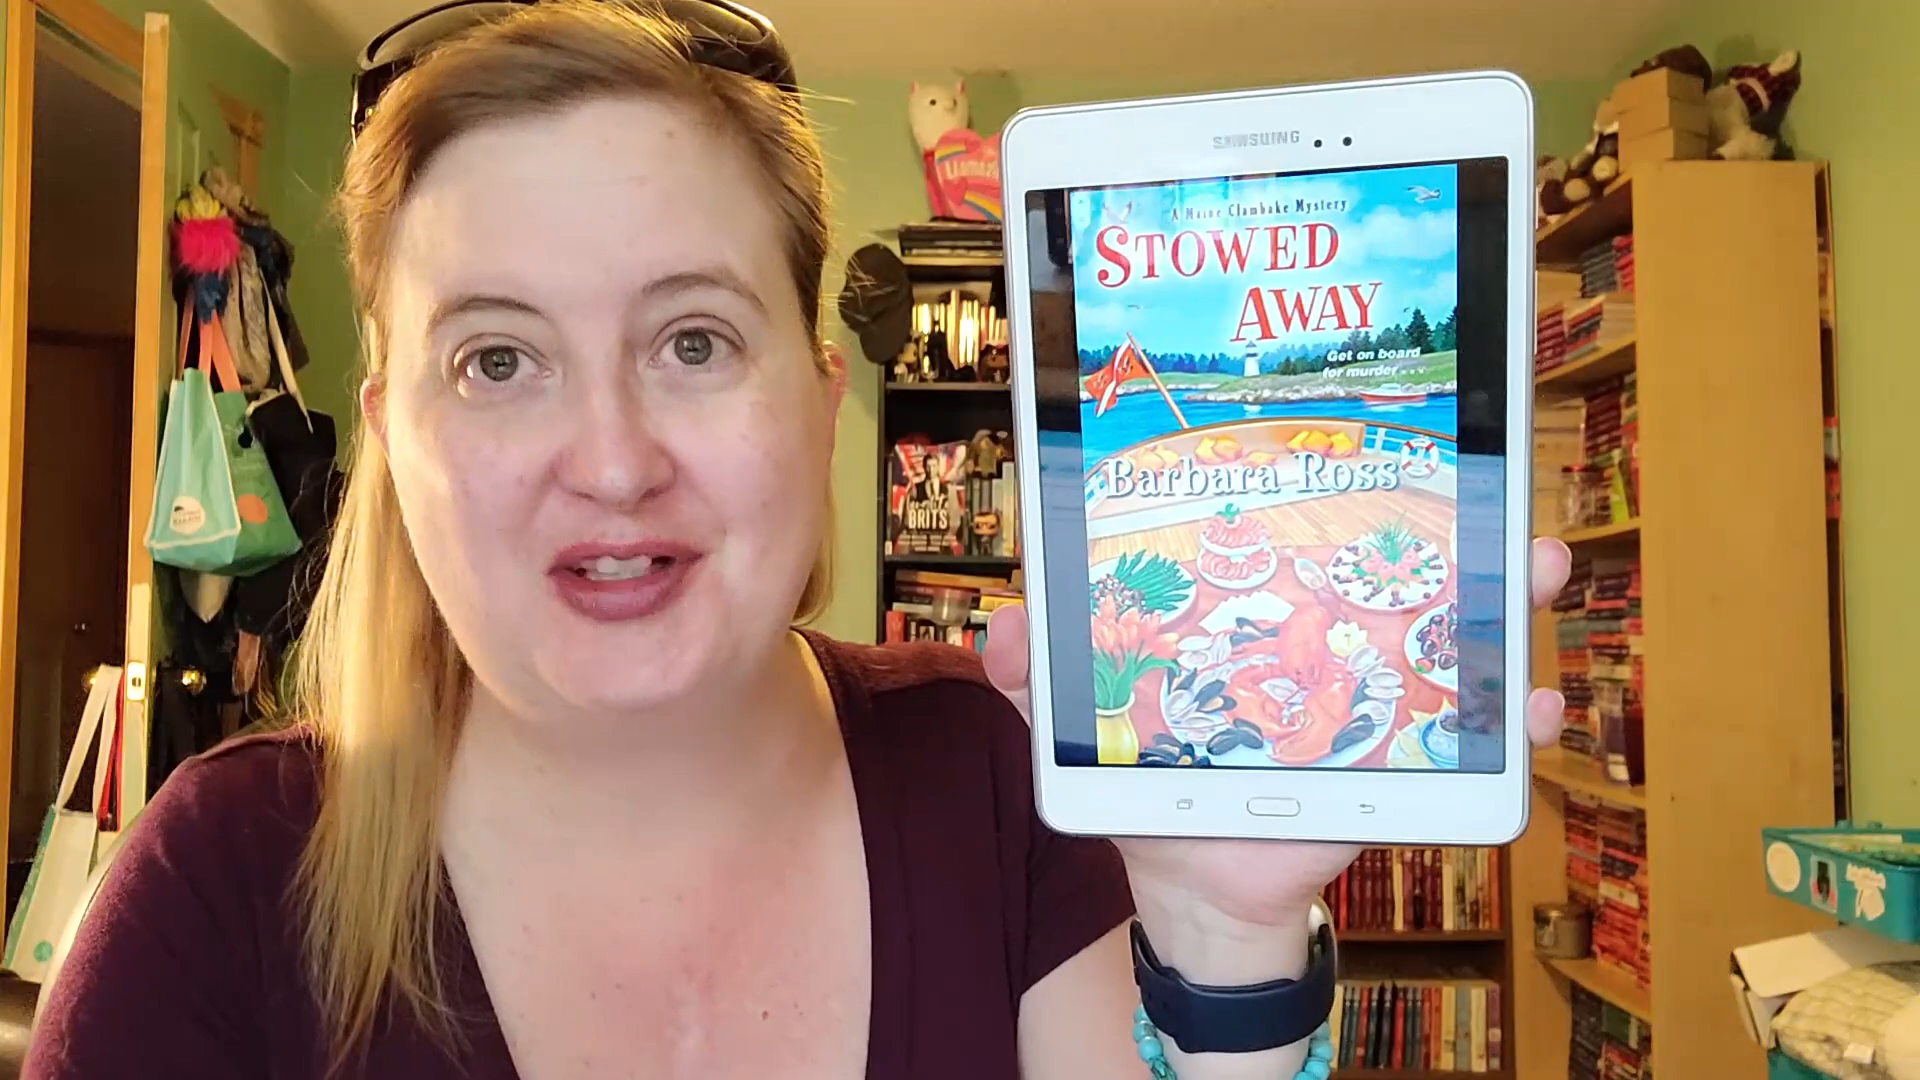 SAMSUNG
A Maine Clambake Mystery
STOWED
AWAY
Get on board
for murder...
Barbara Ross
BRITS